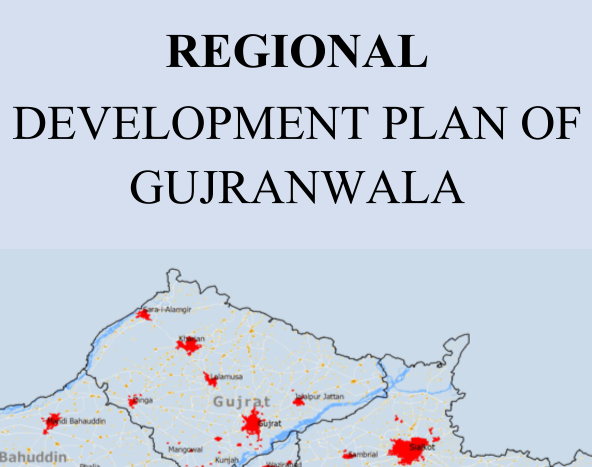 REGIONAL
DEVELOPMENT PLAN OF
GUJRANWALA
Sara-i-Alamgir
Kharian
Lalamusa
Dinga
Jalalpur Jattan
Gujrat
Gujrat
Mandi Bahauddin
Mangowal
Sialkot
Bahuddin
Phalia
Kunjah
Wazirabad
Sambrial